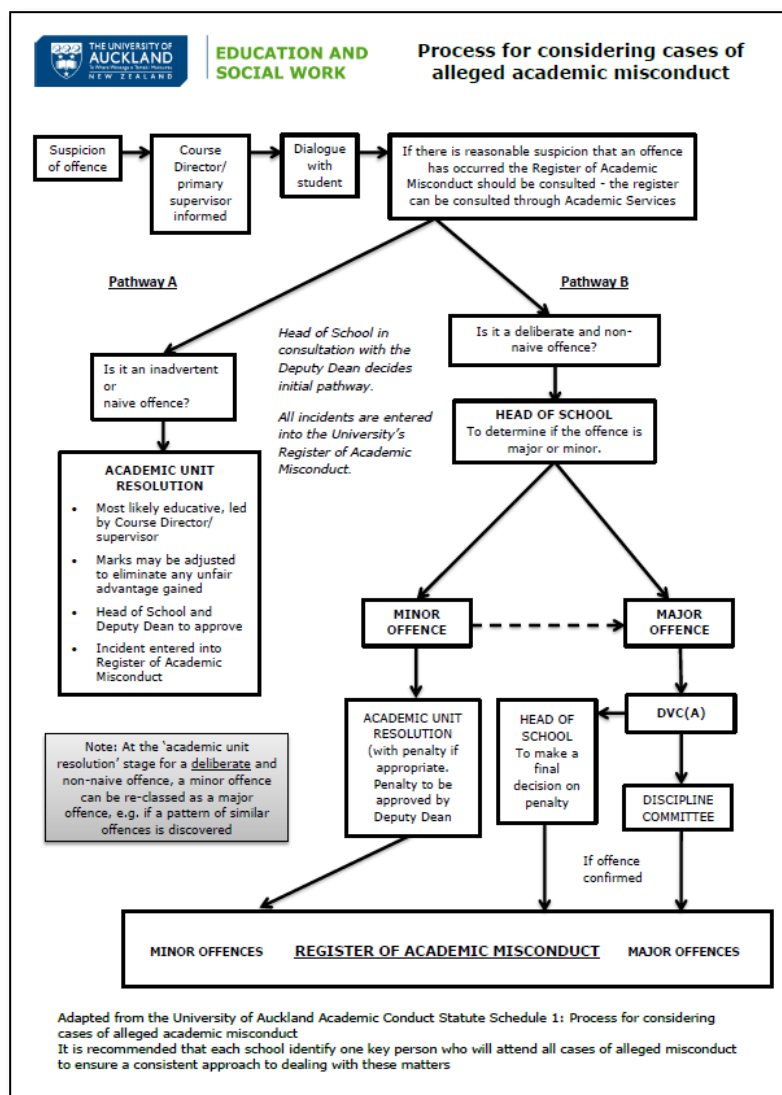 THE UNIVERSITY OF
AUCKLAND
Te Whare Wānanga o Tāmaki Makaurau
NEW ZEALAND
EDUCATION AND
SOCIAL WORK
Process for considering cases of
alleged academic misconduct
Suspicion
of offence
Course
Director/
primary
supervisor
informed
Dialogue
with
student
If there is reasonable suspicion that an offence
has occurred the Register of Academic
Misconduct should be consulted - the register
can be consulted through Academic Services
Pathway A
Pathway B
Is it an inadvertent
or
naive offence?
Head of School in
consultation with the
Deputy Dean decides
initial pathway.
All incidents are entered
into the University's
Register of Academic
Misconduct.
Is it a deliberate and non-
naive offence?
HEAD OF SCHOOL
To determine if the offence is
major or minor.
ACADEMIC UNIT
RESOLUTION
• Most likely educative, led
by Course Director/
supervisor
• Marks may be adjusted
to eliminate any unfair
advantage gained
• Head of School and
Deputy Dean to approve
• Incident entered into
Register of Academic
Misconduct
MINOR
OFFENCE
MAJOR
OFFENCE
Note: At the 'academic unit
resolution' stage for a deliberate and
non-naive offence, a minor offence
can be re-classed as a major
offence, e.g. if a pattern of similar
offences is discovered
ACADEMIC UNIT
RESOLUTION
(with penalty if
appropriate.
Penalty to be
approved by
Deputy Dean
HEAD OF
SCHOOL
To make a
final
decision on
penalty
DVC(A)
DISCIPLINE
COMMITTEE
If offence
confirmed
MINOR OFFENCES REGISTER OF ACADEMIC MISCONDUCT MAJOR OFFENCES
Adapted from the University of Auckland Academic Conduct Statute Schedule 1: Process for considering
cases of alleged academic misconduct
It is recommended that each school identify one key person who will attend all cases of alleged misconduct
to ensure a consistent approach to dealing with these matters